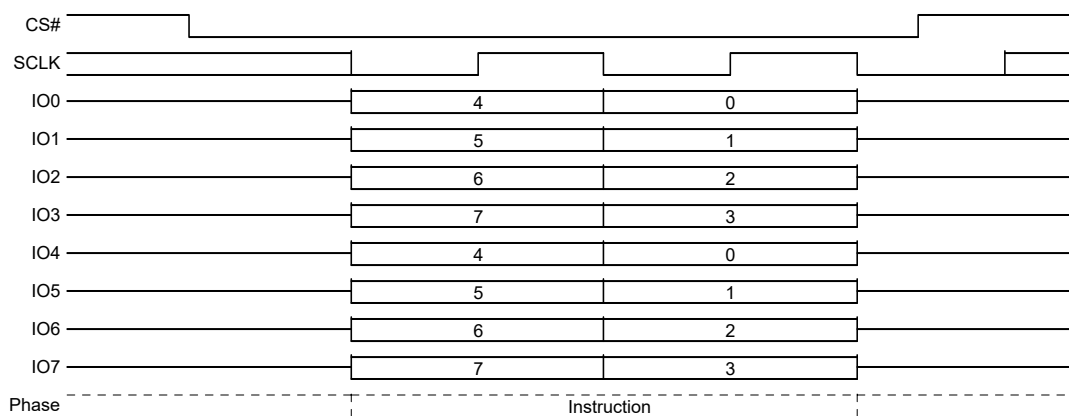 CS#
SCLK
IO0 4 0
IO1 5 1
IO2 6 2
IO3 7 3
IO4 4 0
IO5 5 1
IO6 6 2
IO7 7 3
Phase Instruction